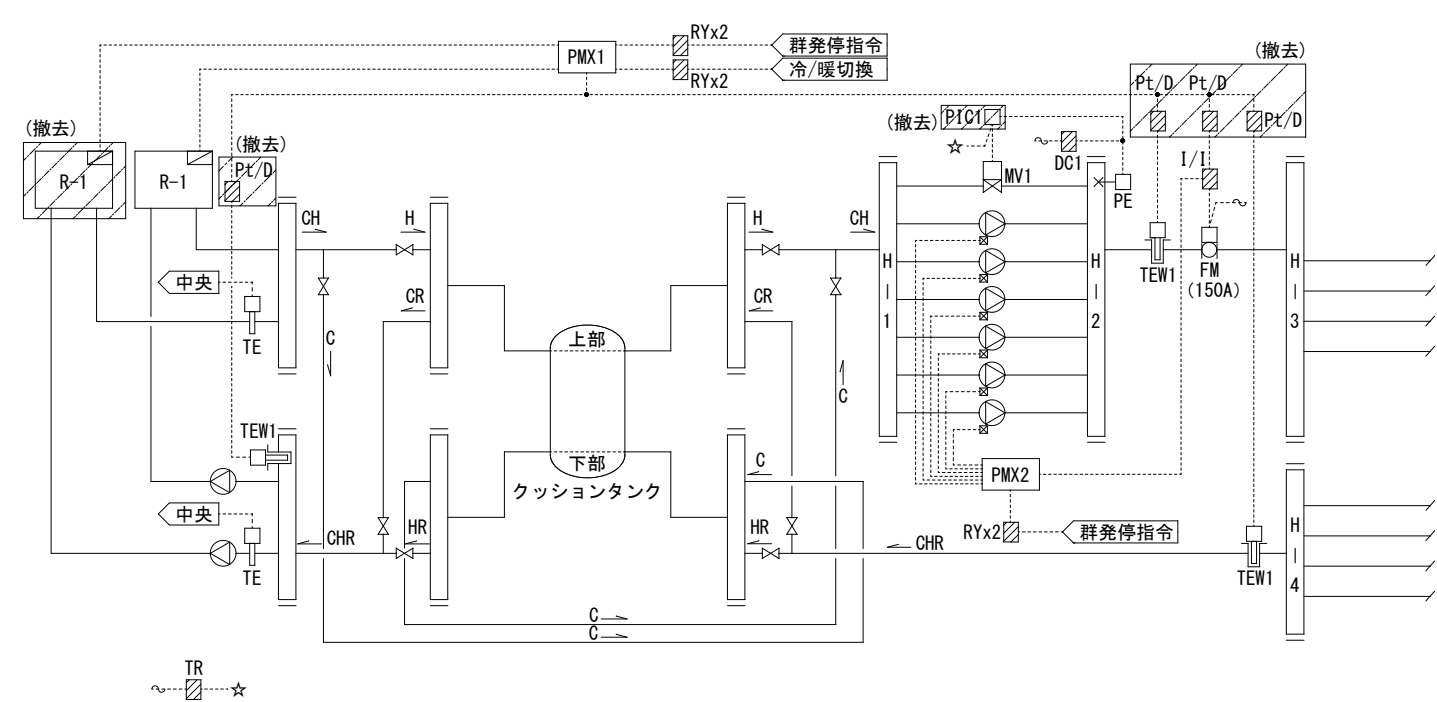 RYx2
群発停指令
PMX1
冷/暖切換
RYx2
(撤去)
Pt/D
Pt/D
Pt/D
(撤去)
PIC1
DC1
I/I
MV1
PE
(撤去)
R-1
R-1
(撤去)
Pt/D
CH
H
H
CH
中央
TE
CR
CR
C
C
上部
下部
クッションタンク
H
|
1
H
|
2
TEW1
FM
(150A)
H
|
3
TEW1
中央
TE
CHR
HR
C
HR
CHR
PMX2
RYx2
群発停指令
TEW1
H
|
4
C
C
TR